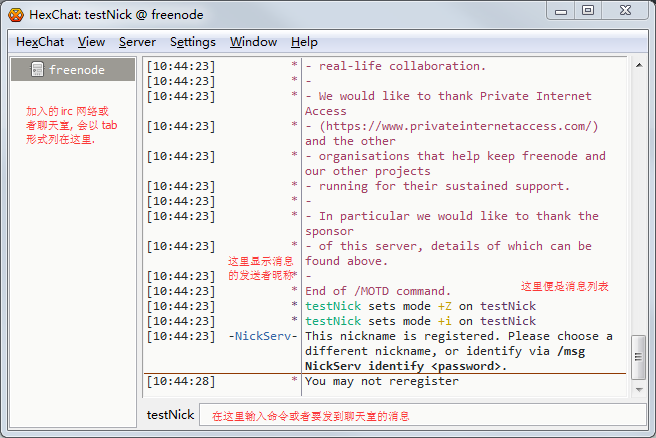 HexChat: testNick @ freenode
HexChat View Server Settings Window Help
freenode
加入的 irc 网络或
者聊天室, 会以 tab
形式列在这里.
[10:44:23] * - real-life collaboration.
[10:44:23] * -
[10:44:23] * - We would like to thank Private Internet
Access
[10:44:23] * - (https://www.privateinternetaccess.com/)
and the other
[10:44:23] * - organisations that help keep freenode and
our other projects
[10:44:23] * - running for their sustained support.
[10:44:23] * -
[10:44:23] * - In particular we would like to thank the
sponsor
[10:44:23] * - of this server, details of which can be
found above.
这里显示消息
的发送者昵称
[10:44:23] * -
[10:44:23] * End of /MOTD command.
这里便是消息列表
[10:44:23] * testNick sets mode +Z on testNick
[10:44:23] * testNick sets mode +i on testNick
[10:44:23] -NickServ- This nickname is registered. Please choose a
different nickname, or identify via /msg
NickServ identify <password>.
[10:44:28] * You may not reregister
testNick 在这里输入命令或者要发到聊天室的消息